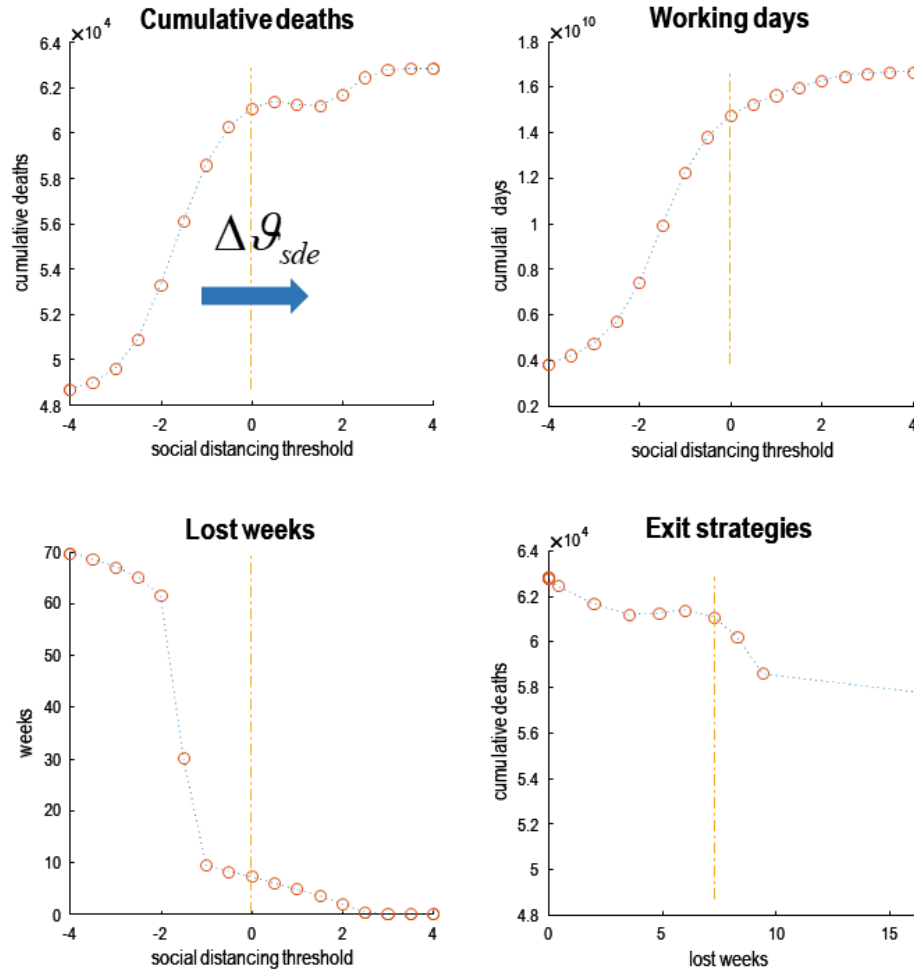 Cumulative deaths
×10⁴
6.4
6.2
6
5.8
5.6
5.4
5.2
5
4.8
cumulative deaths
Δϑsde
-4 -2 0 2 4
social distancing threshold
Working days
×10¹⁰
1.8
1.6
1.4
1.2
1
0.8
0.6
0.4
0.2
cumulati days
-4 -2 0 2 4
social distancing threshold
Lost weeks
70
60
50
40
30
20
10
0
weeks
-4 -2 0 2 4
social distancing threshold
Exit strategies
×10⁴
6.4
6.2
6
5.8
5.6
5.4
5.2
5
4.8
cumulative deaths
0 5 10 15
lost weeks